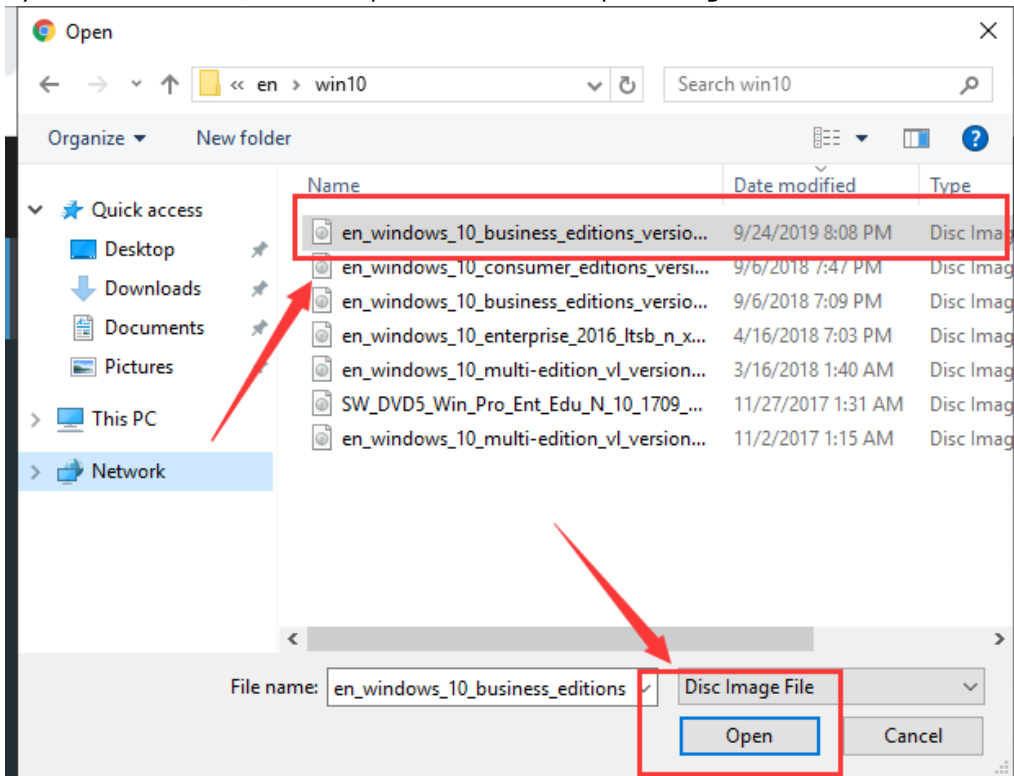 Open
« en > win10
Search win10
Organize
New folder
Name
Date modified
Type
Quick access
Desktop
Downloads
Documents
Pictures
This PC
Network
en_windows_10_business_editions_versio... 9/24/2019 8:08 PM Disc Imag
en_windows_10_consumer_editions_versi... 9/6/2018 7:47 PM Disc Imag
en_windows_10_business_editions_versio... 9/6/2018 7:09 PM Disc Imag
en_windows_10_enterprise_2016_ltsb_n_x... 4/16/2018 7:03 PM Disc Imag
en_windows_10_multi-edition_vl_version... 3/16/2018 1:40 AM Disc Imag
SW_DVD5_Win_Pro_Ent_Edu_N_10_1709_... 11/27/2017 1:31 AM Disc Imag
en_windows_10_multi-edition_vl_version... 11/2/2017 1:15 AM Disc Imag
File name: en_windows_10_business_editions
Disc Image File
Open
Cancel